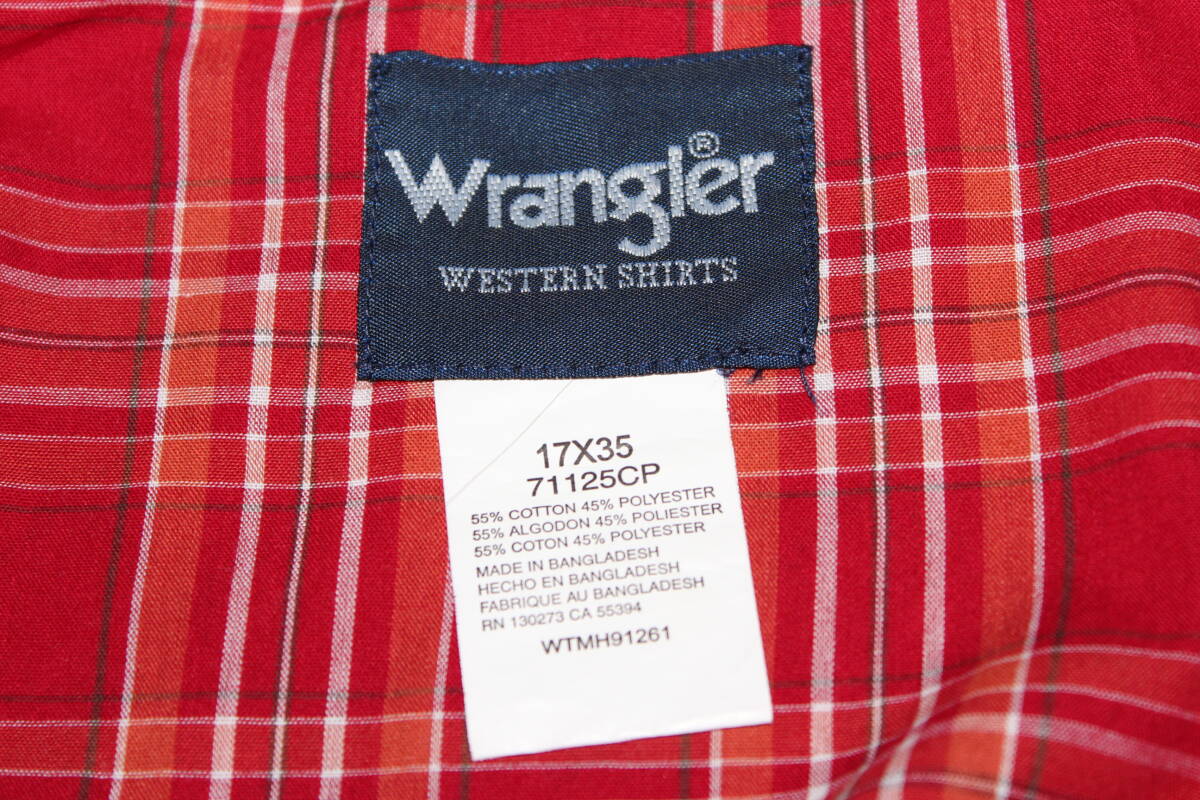 Wrangler®
WESTERN SHIRTS
17X35
71125CP
55% COTTON 45% POLYESTER
55% ALGODON 45% POLIESTER
55% COTON 45% POLYESTER
MADE IN BANGLADESH
HECHO EN BANGLADESH
FABRIQUE AU BANGLADESH
RN 130273 CA 55394
WTMH91261